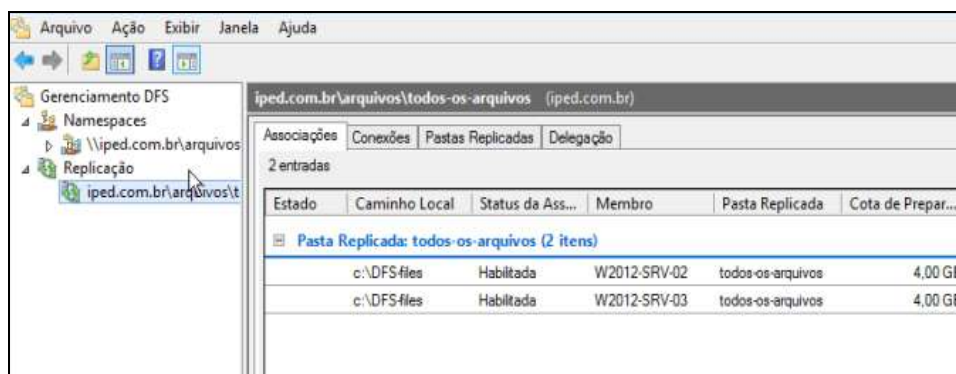 Arquivo Ação Exibir Janela Ajuda
Gerenciamento DFS
Namespaces
\\iped.com.br\arquivos
Replicação
iped.com.br\arquivos\t
iped.com.br\arquivos\todos-os-arquivos (iped.com.br)
Associações Conexões Pastas Replicadas Delegação
2 entradas
Estado Caminho Local Status da Ass... Membro Pasta Replicada Cota de Prepar...
Pasta Replicada: todos-os-arquivos (2 itens)
c:\DFS-files Habilitada W2012-SRV-02 todos-os-arquivos 4,00 GB
c:\DFS-files Habilitada W2012-SRV-03 todos-os-arquivos 4,00 GB